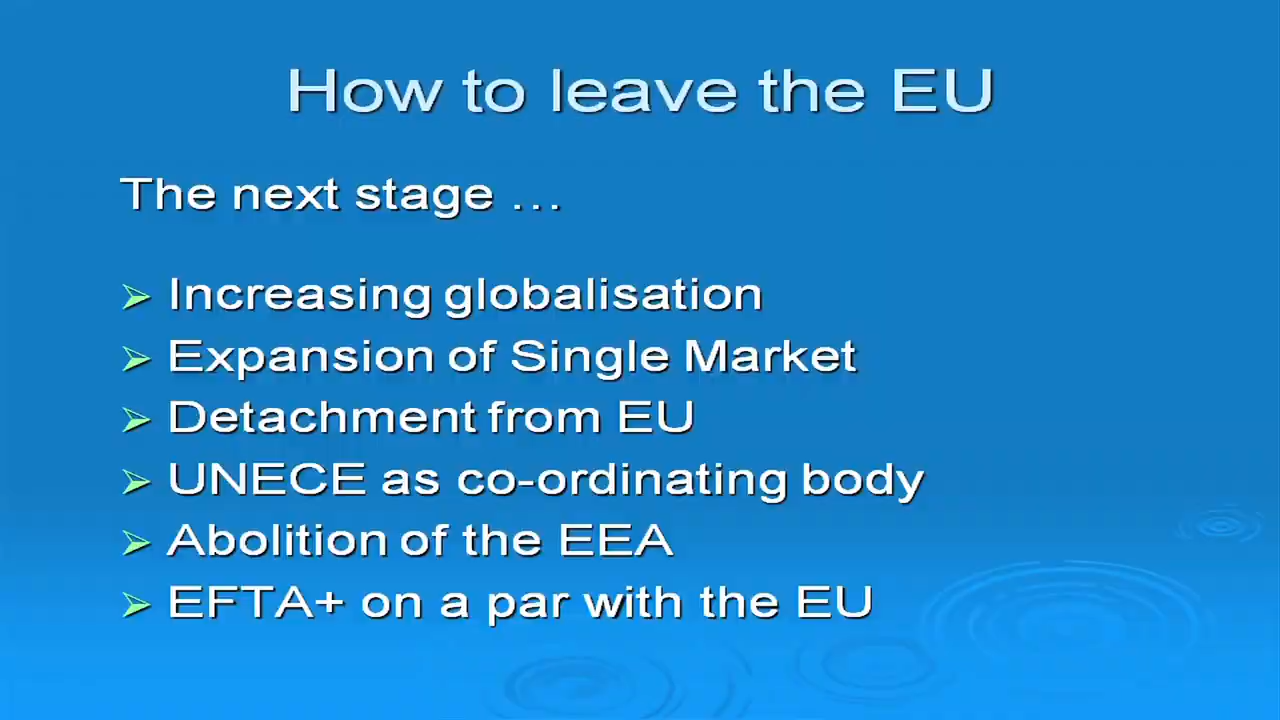 How to leave the EU
The next stage …
Increasing globalisation
Expansion of Single Market
Detachment from EU
UNECE as co-ordinating body
Abolition of the EEA
EFTA+ on a par with the EU